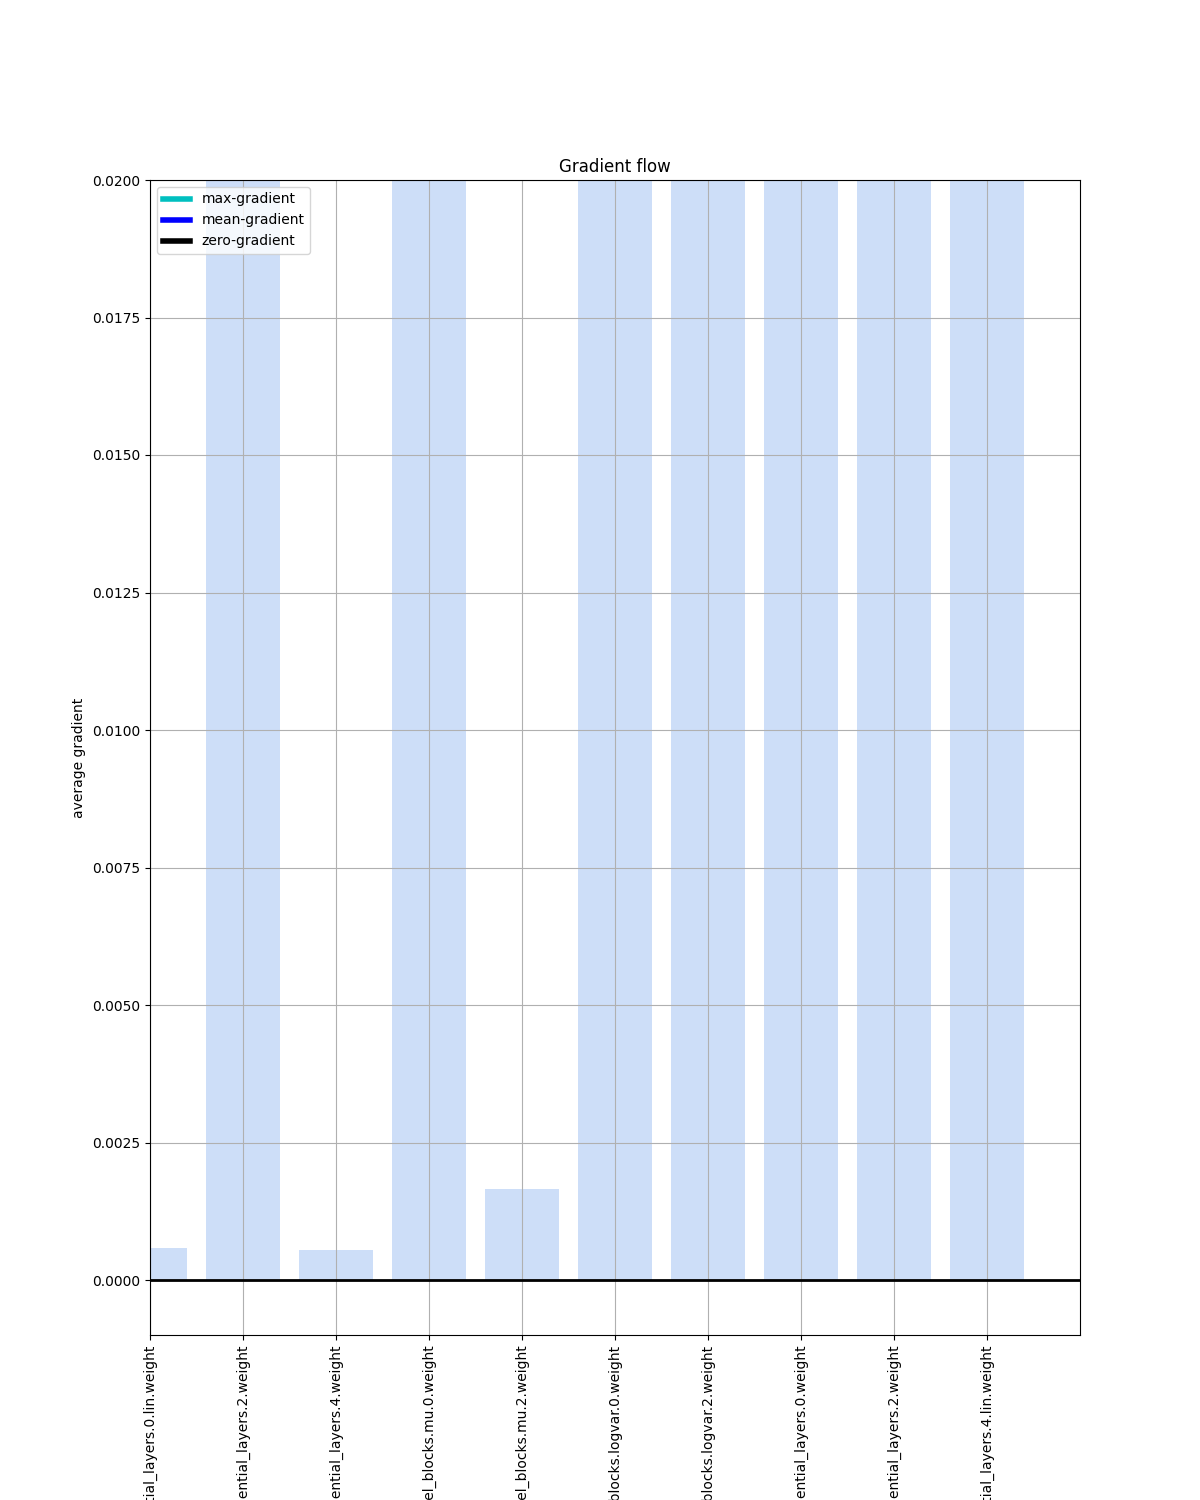 Gradient flow
max-gradient
mean-gradient
zero-gradient
0.0200
0.0175
0.0150
0.0125
0.0100
0.0075
0.0050
0.0025
0.0000
average gradient
tial_layers.0.lin.weight
ential_layers.2.weight
ential_layers.4.weight
el_blocks.mu.0.weight
el_blocks.mu.2.weight
blocks.logvar.0.weight
blocks.logvar.2.weight
ential_layers.0.weight
ential_layers.2.weight
tial_layers.4.lin.weight